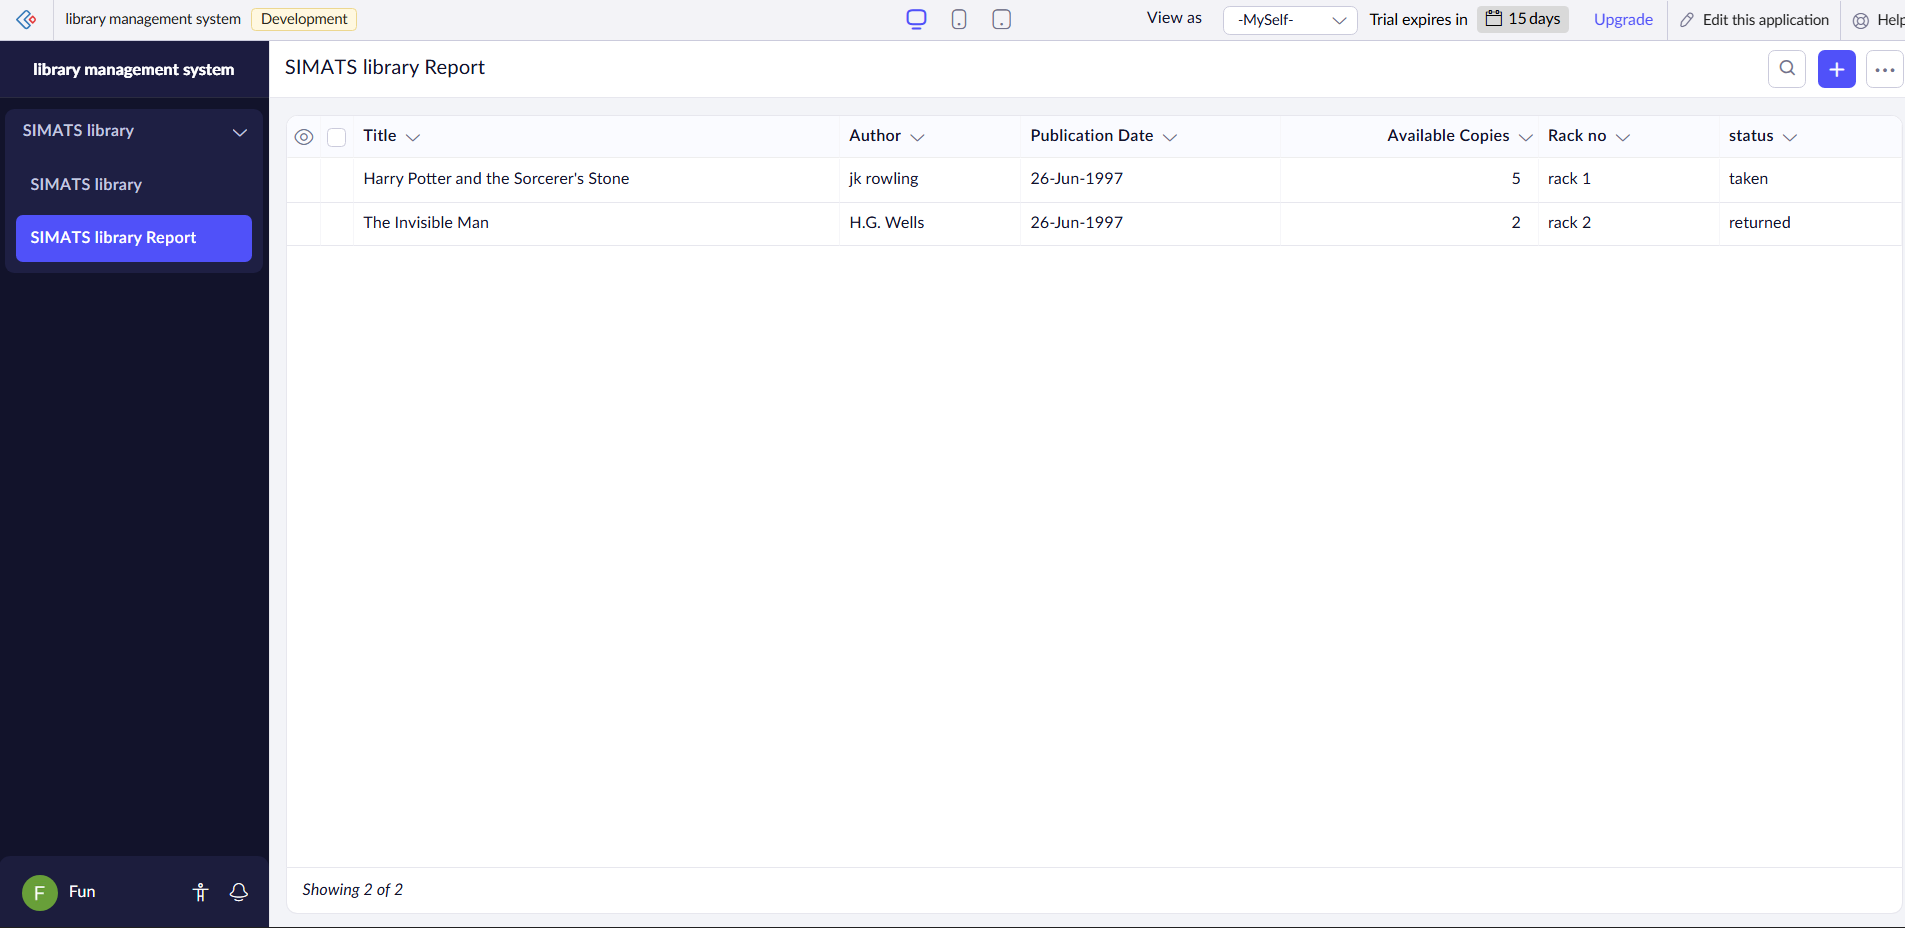 library management system Development View as -MySelf- Trial expires in 15 days Upgrade Edit this application Help
library management system
SIMATS library Report
SIMATS library
SIMATS library
SIMATS library Report
Title Author Publication Date Available Copies Rack no status
Harry Potter and the Sorcerer's Stone jk rowling 26-Jun-1997 5 rack 1 taken
The Invisible Man H.G. Wells 26-Jun-1997 2 rack 2 returned
Showing 2 of 2
F Fun